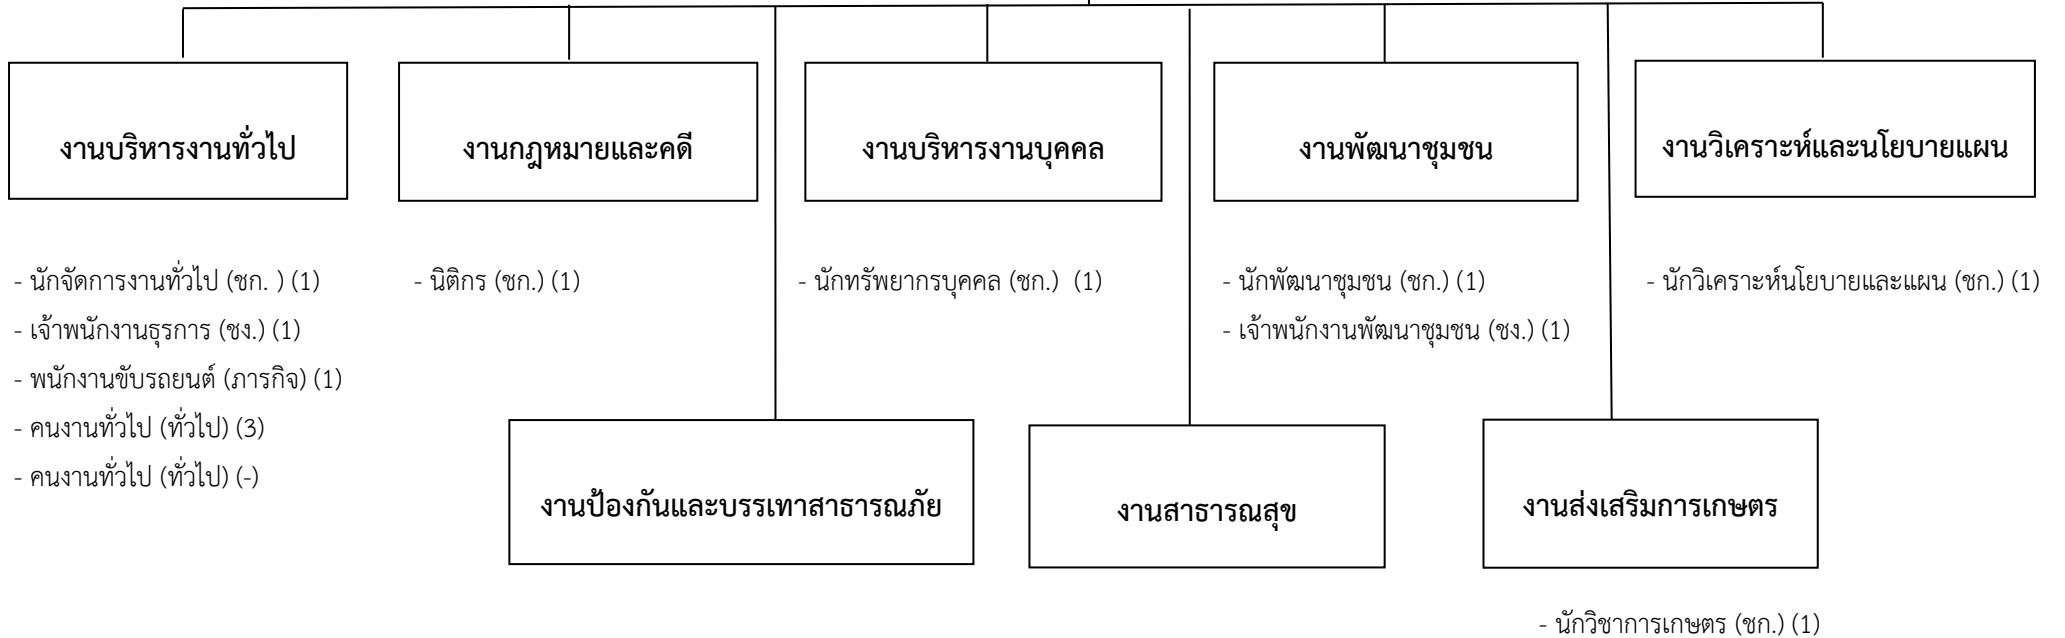 งานบริหารงานทั่วไป
งานกฎหมายและคดี
งานบริหารงานบุคคล
งานพัฒนาชุมชน
งานวิเคราะห์และนโยบายแผน
- นักจัดการงานทั่วไป (ชก. ) (1)
- เจ้าพนักงานธุรการ (ชง.) (1)
- พนักงานขับรถยนต์ (ภารกิจ) (1)
- คนงานทั่วไป (ทั่วไป) (3)
- คนงานทั่วไป (ทั่วไป) (-)
- นิติกร (ชก.) (1)
- นักทรัพยากรบุคคล (ชก.) (1)
- นักพัฒนาชุมชน (ชก.) (1)
- เจ้าพนักงานพัฒนาชุมชน (ชง.) (1)
- นักวิเคราะห์นโยบายและแผน (ชก.) (1)
งานป้องกันและบรรเทาสาธารณภัย
งานสาธารณสุข
งานส่งเสริมการเกษตร
- นักวิชาการเกษตร (ชก.) (1)